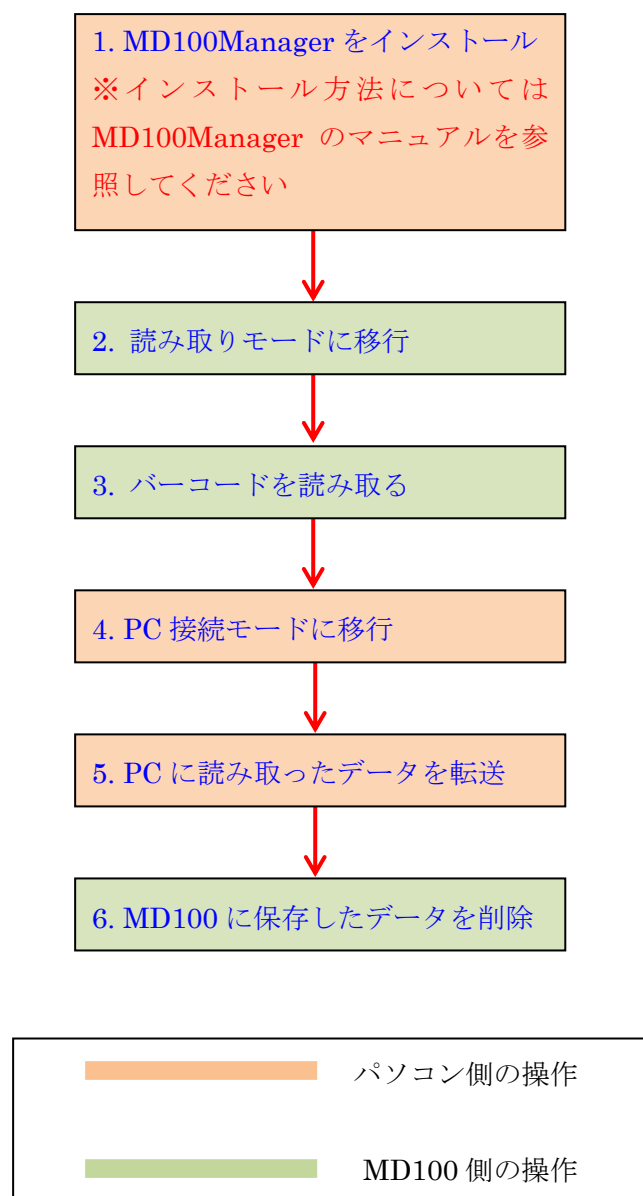 1. MD100Manager をインストール
※インストール方法については
MD100Manager のマニュアルを参
照してください
2. 読み取りモードに移行
3. バーコードを読み取る
4. PC 接続モードに移行
5. PC に読み取ったデータを転送
6. MD100 に保存したデータを削除
パソコン側の操作
MD100 側の操作